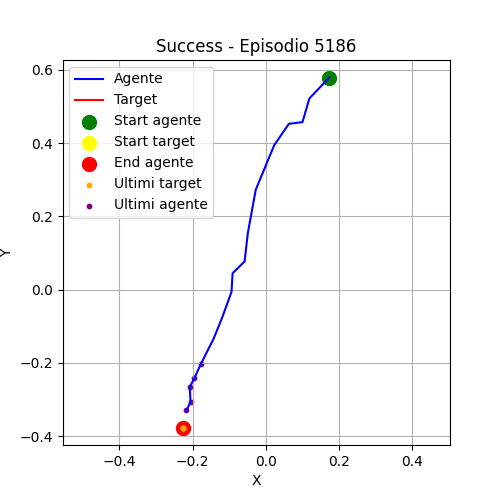 Success - Episodio 5186
Agente
Target
Start agente
Start target
End agente
Ultimi target
Ultimi agente
0.6
0.4
0.2
0.0
−0.2
−0.4
Y
−0.4
−0.2
0.0
0.2
0.4
X